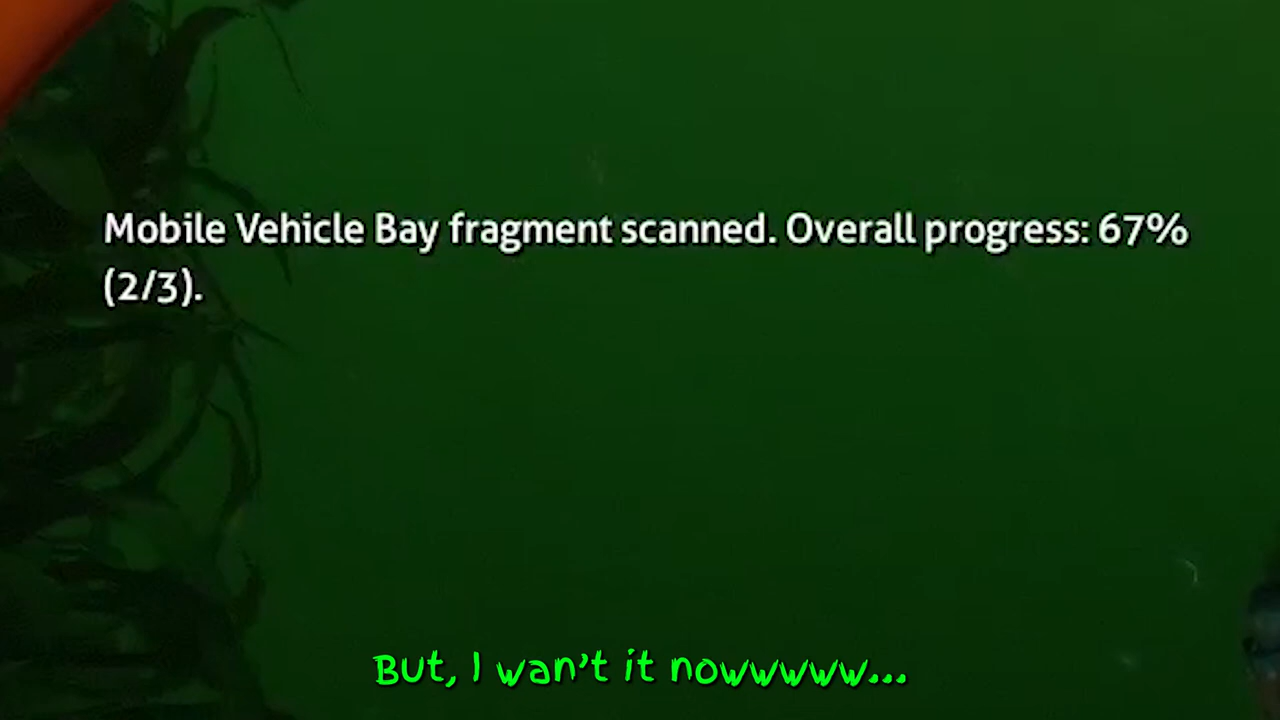 Mobile Vehicle Bay fragment scanned. Overall progress: 67%
(2/3).
But, I wan't it nowwwww...